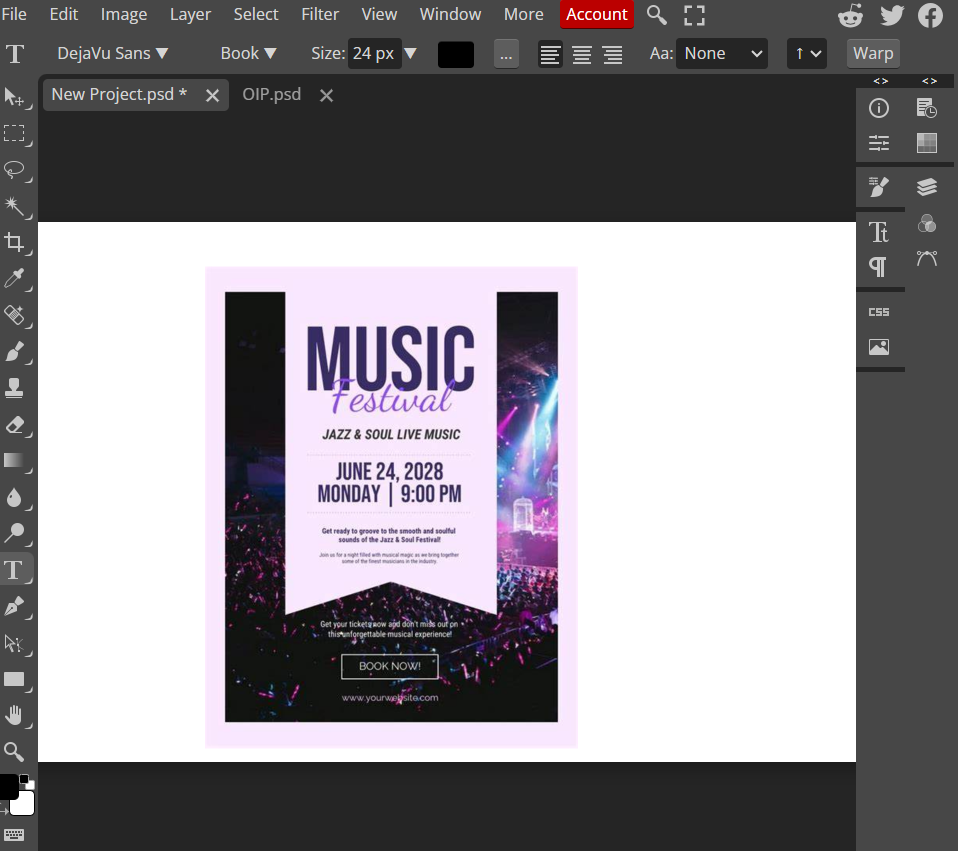 File Edit Image Layer Select Filter View Window More Account
T DejaVu Sans ▼ Book ▼ Size: 24 px ▼ ... Aa: None ↑ Warp
New Project.psd * OIP.psd
MUSIC
Festival
JAZZ & SOUL LIVE MUSIC
JUNE 24, 2028
MONDAY | 9:00 PM
Get ready to groove to the smooth and soulful
sounds of the Jazz & Soul Festival!
Join us for a night filled with musical magic as we bring together
some of the finest musicians in the industry.
Get your tickets now and don't miss out on
this unforgettable musical experience!
BOOK NOW!
www.yourwebsite.com
T
< > < >
Tt
¶
CSS